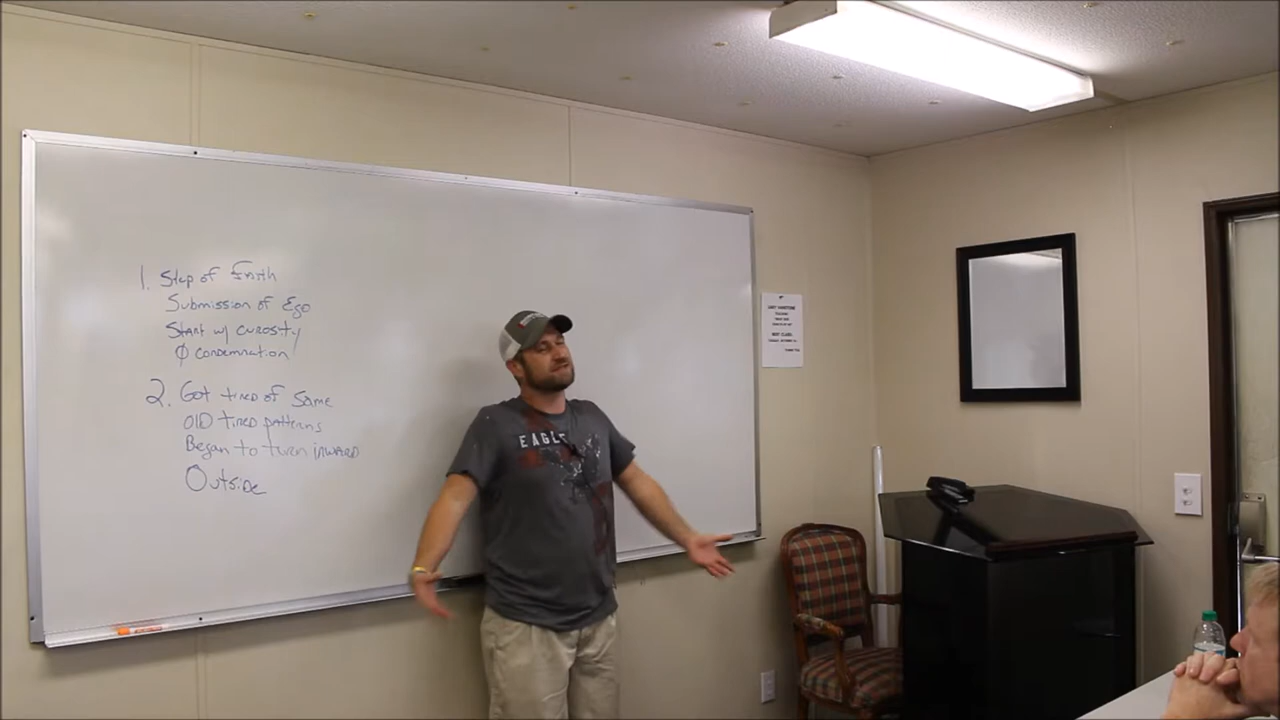 1. Step of Faith
Submission of Ego
Start w/ curosity
Ø condemnation
2. Got tired of Same
OlD tired patterns
Began to turn inward
Outside
EAGLE